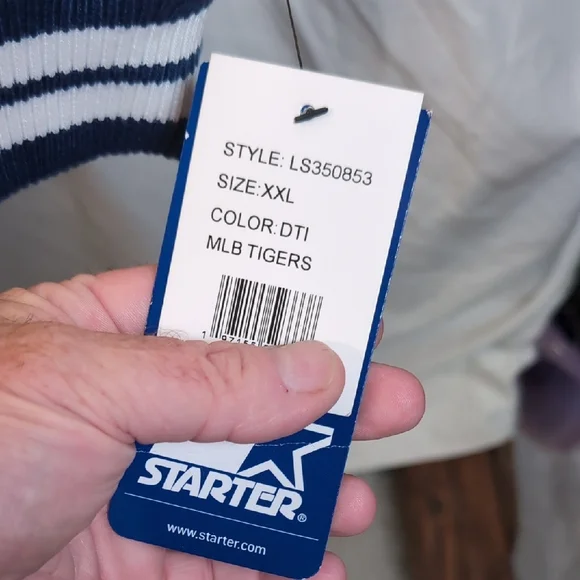 STYLE: LS350853
SIZE:XXL
COLOR:DTI
MLB TIGERS
STARTER®
www.starter.com